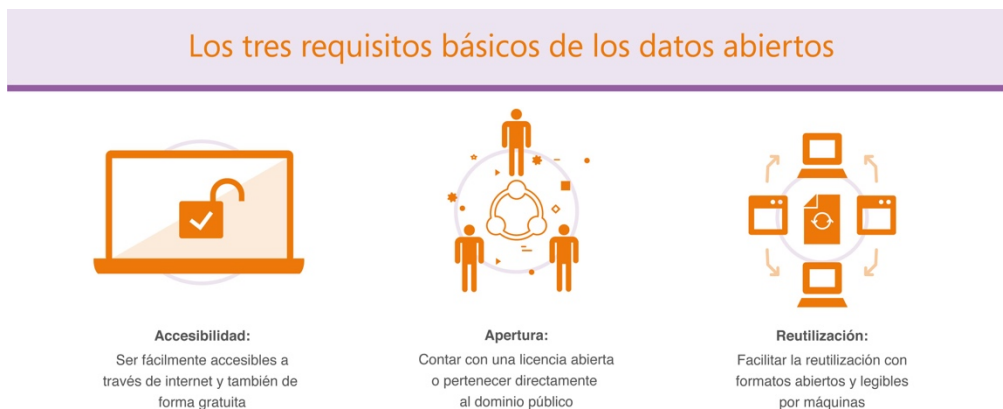 Los tres requisitos básicos de los datos abiertos
Accesibilidad:
Ser fácilmente accesibles a
través de internet y también de
forma gratuita
Apertura:
Contar con una licencia abierta
o pertenecer directamente
al dominio público
Reutilización:
Facilitar la reutilización con
formatos abiertos y legibles
por máquinas